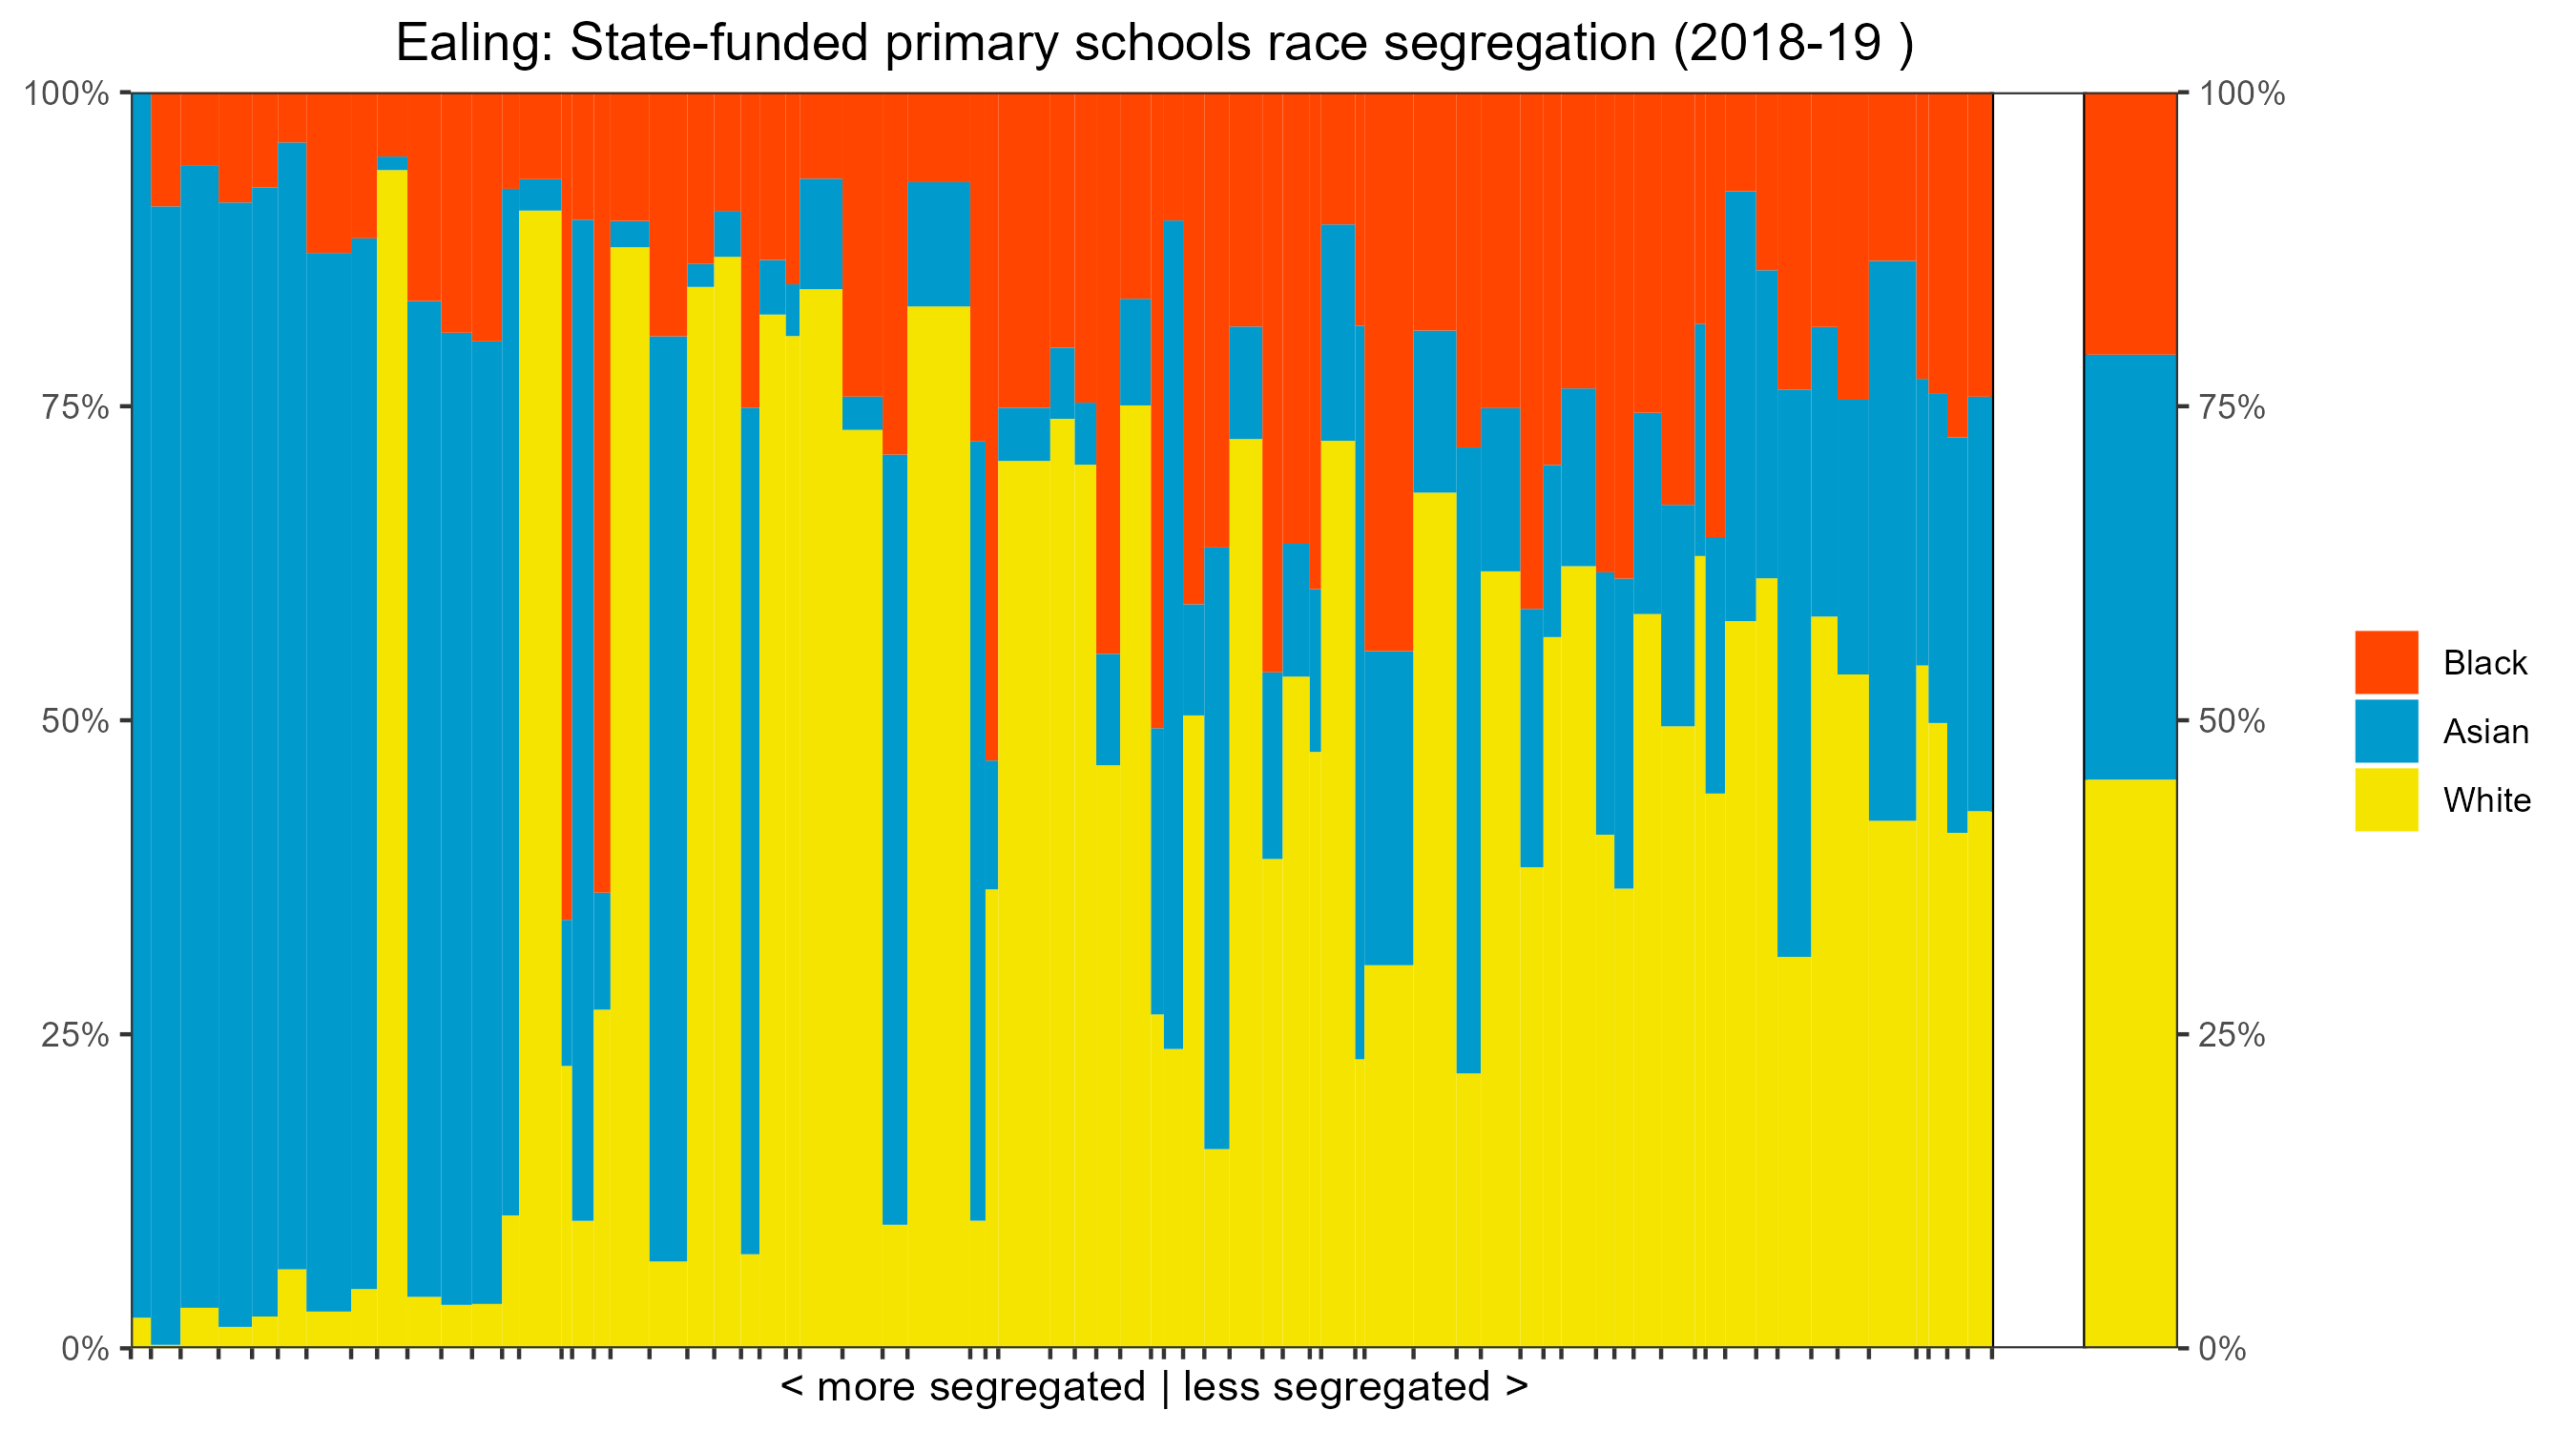 Ealing: State-funded primary schools race segregation (2018-19 )
100%
75%
50%
25%
0%
100%
75%
50%
25%
0%
Black
Asian
White
< more segregated | less segregated >